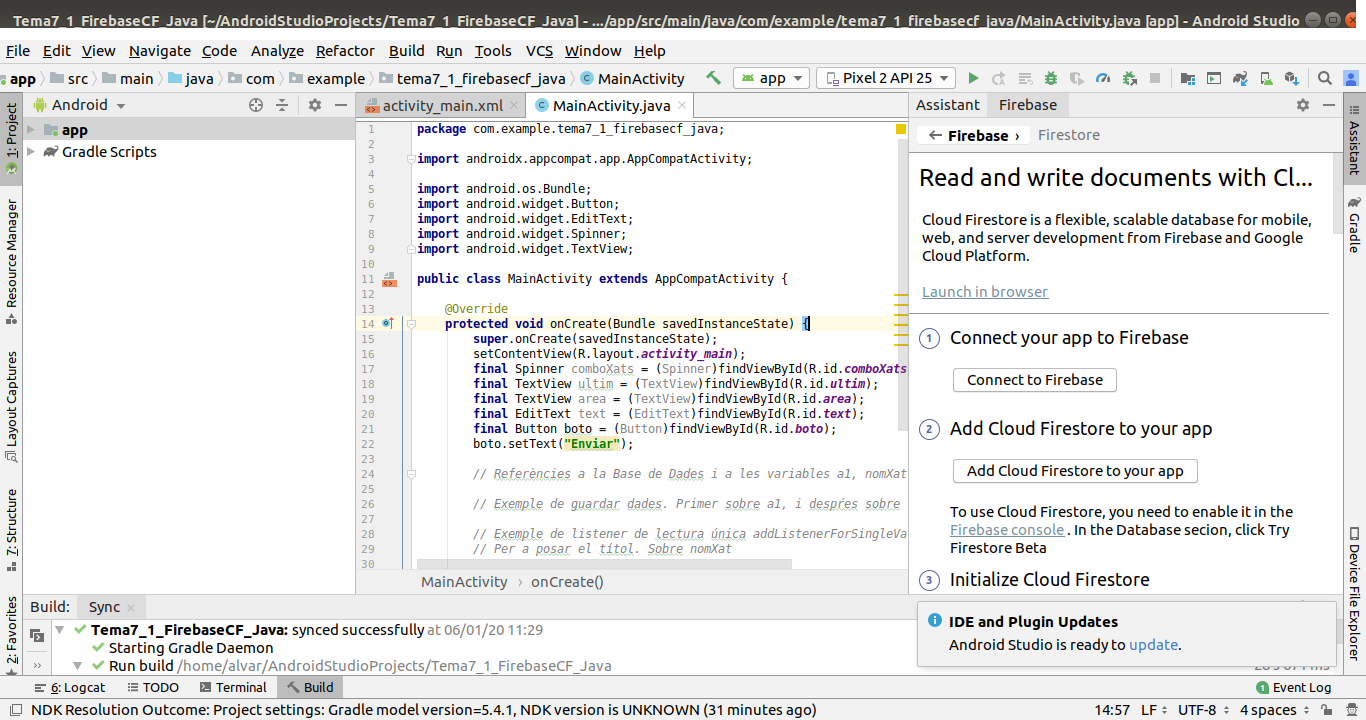 Tema7_1_FirebaseCF_Java [~/AndroidStudioProjects/Tema7_1_FirebaseCF_Java] - .../app/src/main/java/com/example/tema7_1_firebasecf_java/MainActivity.java [app] - Android Studio
File Edit View Navigate Code Analyze Refactor Build Run Tools VCS Window Help
app src main java com example tema7_1_firebasecf_java MainActivity app Pixel 2 API 25
Android activity_main.xml MainActivity.java Assistant Firebase
1: Project
Resource Manager
Layout Captures
7: Structure
2: Favorites
app
Gradle Scripts
1 package com.example.tema7_1_firebasecf_java;
2
3 import androidx.appcompat.app.AppCompatActivity;
4
5 import android.os.Bundle;
6 import android.widget.Button;
7 import android.widget.EditText;
8 import android.widget.Spinner;
9 import android.widget.TextView;
10
11 public class MainActivity extends AppCompatActivity {
12
13 @Override
14 protected void onCreate(Bundle savedInstanceState) {
15 super.onCreate(savedInstanceState);
16 setContentView(R.layout.activity_main);
17 final Spinner comboXats = (Spinner)findViewById(R.id.comboXats
18 final TextView ultim = (TextView)findViewById(R.id.ultim);
19 final TextView area = (TextView)findViewById(R.id.area);
20 final EditText text = (EditText)findViewById(R.id.text);
21 final Button boto = (Button)findViewById(R.id.boto);
22 boto.setText("Enviar");
23
24 // Referències a la Base de Dades i a les variables a1, nomXat
25
26 // Exemple de guardar dades. Primer sobre a1, i despŕes sobre
27
28 // Exemple de listener de lectura única addListenerForSingleVa
29 // Per a posar el títol. Sobre nomXat
30
MainActivity › onCreate()
← Firebase › Firestore
Read and write documents with Cl...
Cloud Firestore is a flexible, scalable database for mobile,
web, and server development from Firebase and Google
Cloud Platform.
Launch in browser
1 Connect your app to Firebase
Connect to Firebase
2 Add Cloud Firestore to your app
Add Cloud Firestore to your app
To use Cloud Firestore, you need to enable it in the
Firebase console . In the Database secion, click Try
Firestore Beta
3 Initialize Cloud Firestore
Assistant
Gradle
Device File Explorer
Build: Sync
Tema7_1_FirebaseCF_Java: synced successfully at 06/01/20 11:29
Starting Gradle Daemon
Run build /home/alvar/AndroidStudioProjects/Tema7_1_FirebaseCF_Java
IDE and Plugin Updates
Android Studio is ready to update.
6: Logcat TODO Terminal Build 1 Event Log
NDK Resolution Outcome: Project settings: Gradle model version=5.4.1, NDK version is UNKNOWN (31 minutes ago) 14:57 LF UTF-8 4 spaces